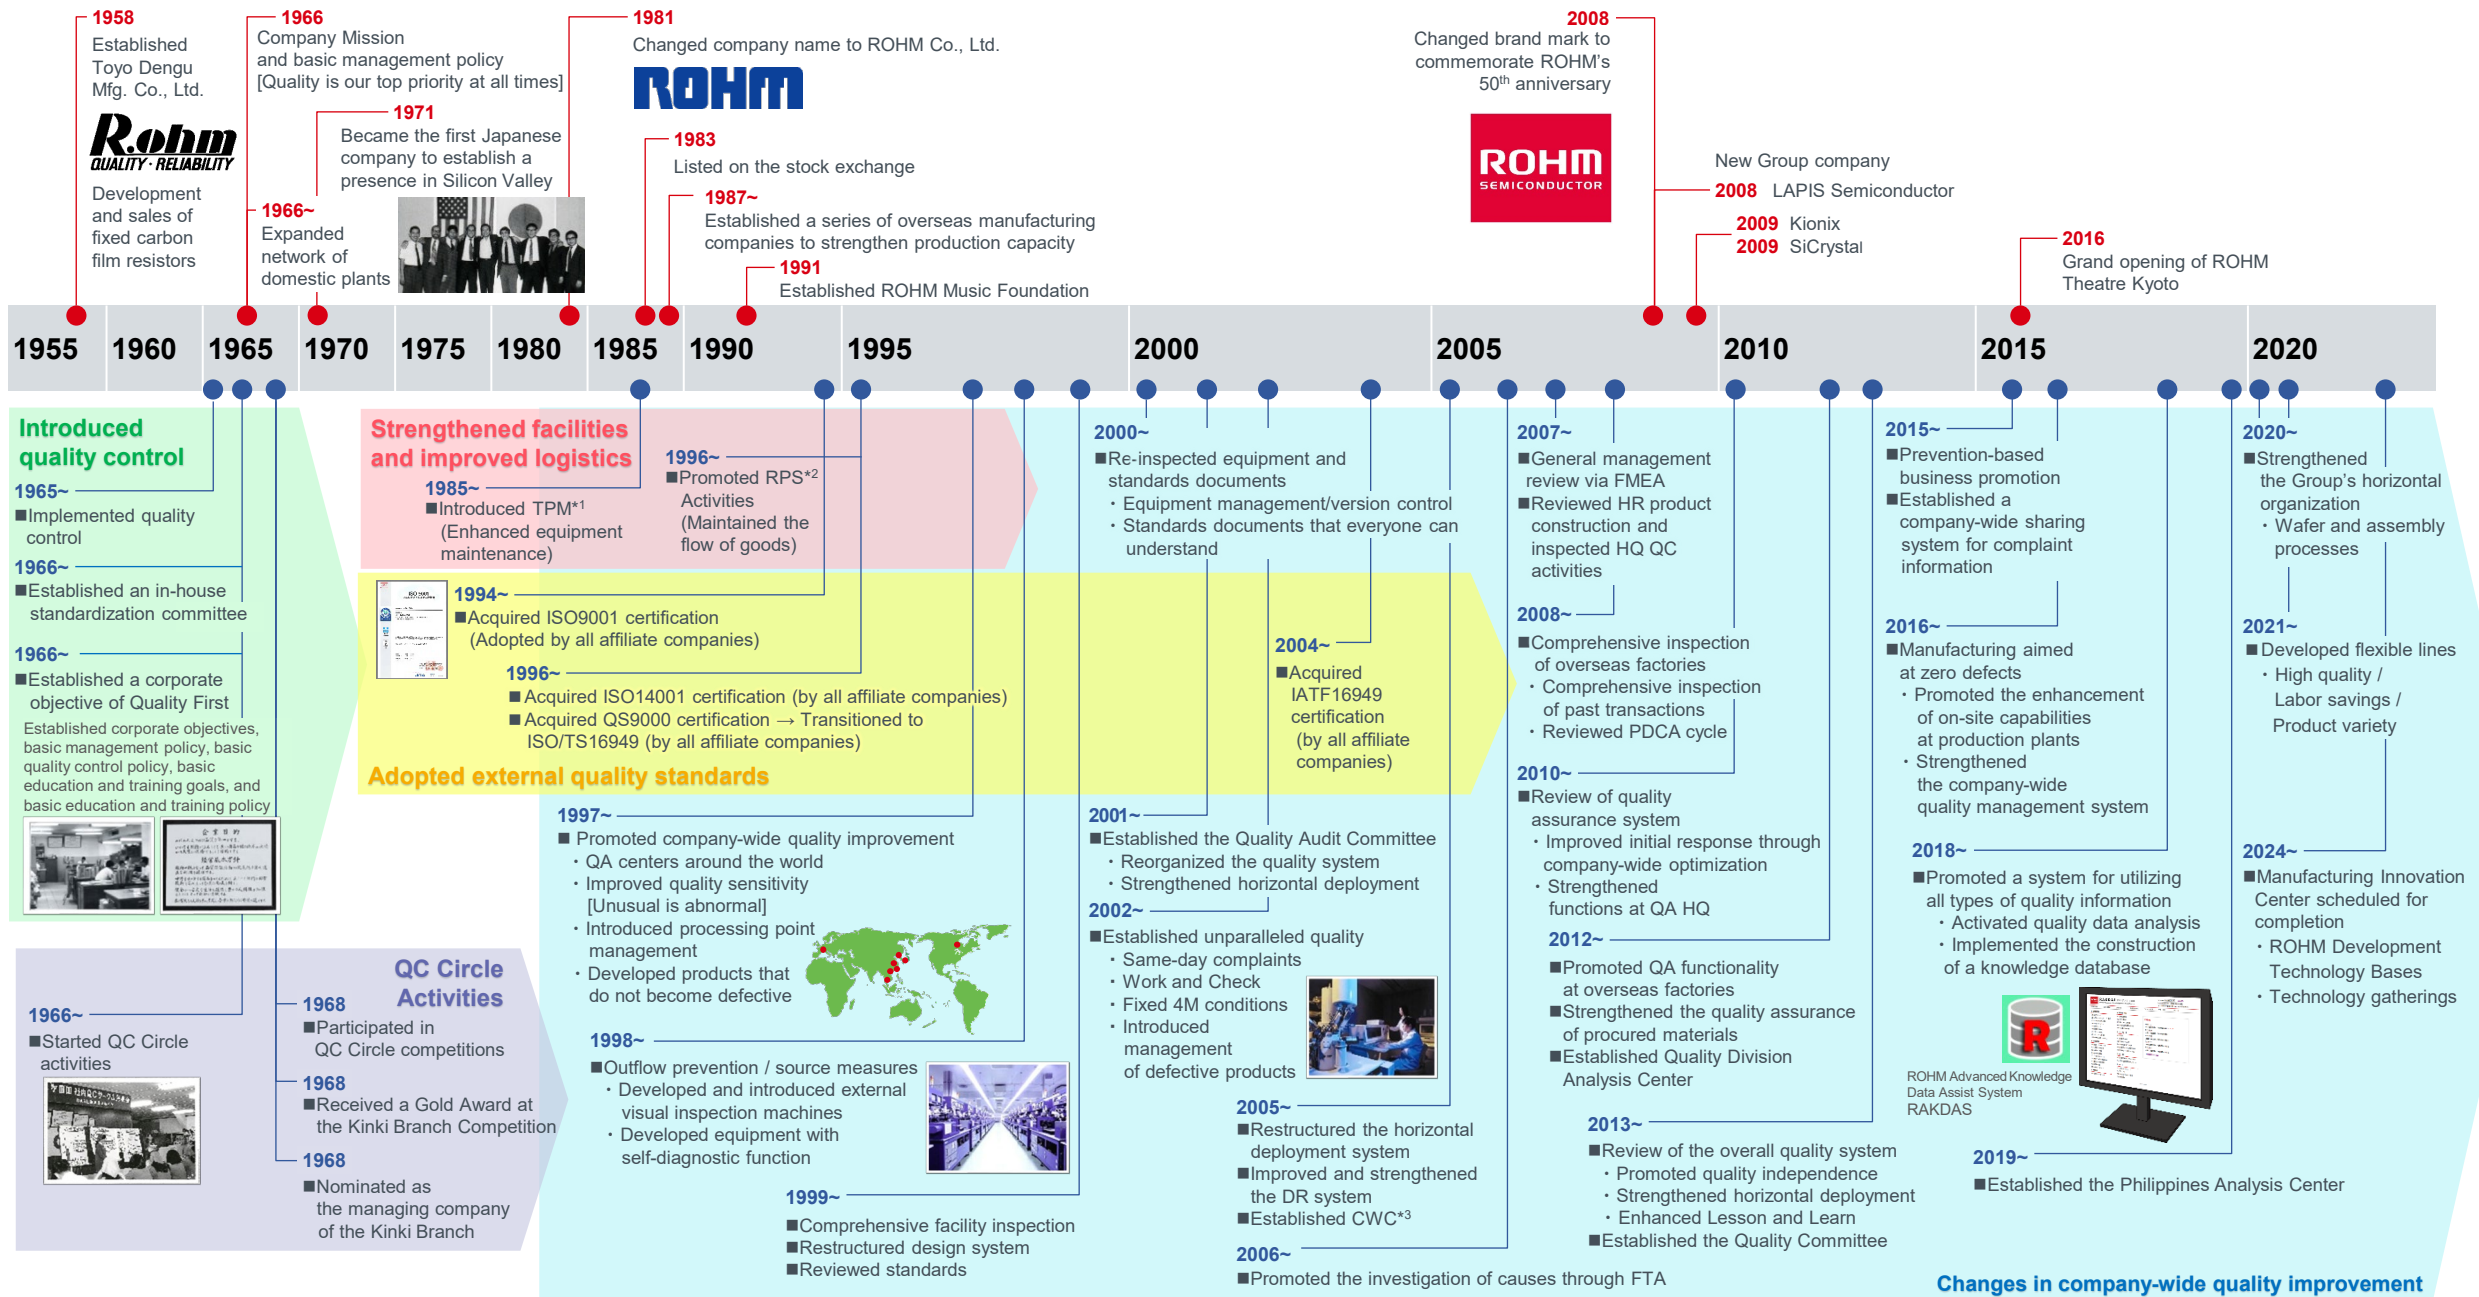 1958
Established
Toyo Dengu
Mfg. Co., Ltd.
R.ohm
QUALITY · RELIABILITY
Development
and sales of
fixed carbon
film resistors
1966
Company Mission
and basic management policy
[Quality is our top priority at all times]
1966~
Expanded
network of
domestic plants
1971
Became the first Japanese
company to establish a
presence in Silicon Valley
1981
Changed company name to ROHM Co., Ltd.
ROHM
1983
Listed on the stock exchange
1987~
Established a series of overseas manufacturing
companies to strengthen production capacity
1991
Established ROHM Music Foundation
2008
Changed brand mark to
commemorate ROHM's
50th anniversary
ROHM
SEMICONDUCTOR
New Group company
2008 LAPIS Semiconductor
2009 Kionix
2009 SiCrystal
2016
Grand opening of ROHM
Theatre Kyoto
1955 1960 1965 1970 1975 1980 1985 1990 1995 2000 2005 2010 2015 2020
Introduced
quality control
1965~
■Implemented quality
control
1966~
■Established an in-house
standardization committee
1966~
■Established a corporate
objective of Quality First
Established corporate objectives,
basic management policy, basic
quality control policy, basic
education and training goals, and
basic education and training policy
企業目的
経営基本方針
QC Circle
Activities
1966~
■Started QC Circle
activities
1968
■Participated in
QC Circle competitions
1968
■Received a Gold Award at
the Kinki Branch Competition
1968
■Nominated as
the managing company
of the Kinki Branch
Strengthened facilities
and improved logistics
1985~
■Introduced TPM*1
(Enhanced equipment
maintenance)
1996~
■Promoted RPS*2
Activities
(Maintained the
flow of goods)
ISO 9001
1994~
■Acquired ISO9001 certification
(Adopted by all affiliate companies)
1996~
■ Acquired ISO14001 certification (by all affiliate companies)
■ Acquired QS9000 certification → Transitioned to
ISO/TS16949 (by all affiliate companies)
2004~
■Acquired
IATF16949
certification
(by all affiliate
companies)
Adopted external quality standards
1997~
■ Promoted company-wide quality improvement
・QA centers around the world
・Improved quality sensitivity
[Unusual is abnormal]
・Introduced processing point
management
・Developed products that
do not become defective
1998~
■Outflow prevention / source measures
・Developed and introduced external
visual inspection machines
・Developed equipment with
self-diagnostic function
1999~
■Comprehensive facility inspection
■Restructured design system
■Reviewed standards
2000~
■Re-inspected equipment and
standards documents
・Equipment management/version control
・Standards documents that everyone can
understand
2001~
■Established the Quality Audit Committee
・Reorganized the quality system
・Strengthened horizontal deployment
2002~
■Established unparalleled quality
・Same-day complaints
・Work and Check
・Fixed 4M conditions
・Introduced
management
of defective products
2005~
■Restructured the horizontal
deployment system
■Improved and strengthened
the DR system
■Established CWC*3
2006~
■Promoted the investigation of causes through FTA
2007~
■General management
review via FMEA
■Reviewed HR product
construction and
inspected HQ QC
activities
2008~
■Comprehensive inspection
of overseas factories
・Comprehensive inspection
of past transactions
・Reviewed PDCA cycle
2010~
■Review of quality
assurance system
・Improved initial response through
company-wide optimization
・Strengthened
functions at QA HQ
2012~
■Promoted QA functionality
at overseas factories
■Strengthened the quality assurance
of procured materials
■Established Quality Division
Analysis Center
2013~
■Review of the overall quality system
・Promoted quality independence
・Strengthened horizontal deployment
・Enhanced Lesson and Learn
■Established the Quality Committee
2015~
■Prevention-based
business promotion
■Established a
company-wide sharing
system for complaint
information
2016~
■Manufacturing aimed
at zero defects
・Promoted the enhancement
of on-site capabilities
at production plants
・Strengthened
the company-wide
quality management system
2018~
■Promoted a system for utilizing
all types of quality information
・Activated quality data analysis
・Implemented the construction
of a knowledge database
R
ROHM Advanced Knowledge
Data Assist System
RAKDAS
2019~
■Established the Philippines Analysis Center
2020~
■Strengthened
the Group's horizontal
organization
・Wafer and assembly
processes
2021~
■ Developed flexible lines
・High quality /
Labor savings /
Product variety
2024~
■Manufacturing Innovation
Center scheduled for
completion
・ROHM Development
Technology Bases
・Technology gatherings
Changes in company-wide quality improvement